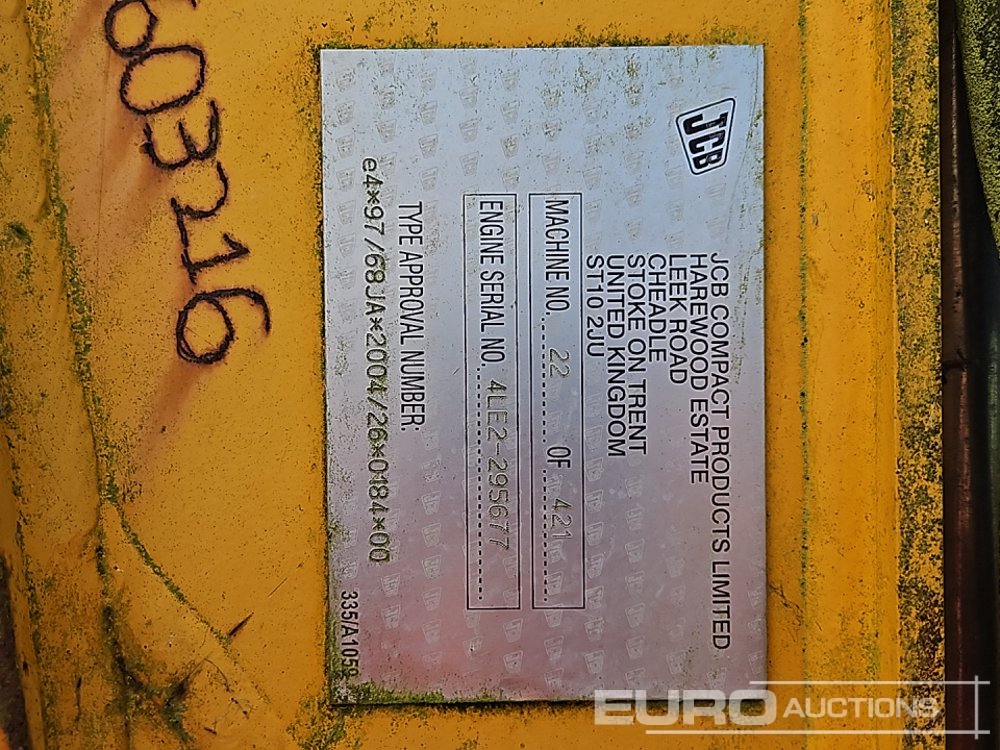 JCB
JCB COMPACT PRODUCTS LIMITED
HAREWOOD ESTATE
LEEK ROAD
CHEADLE
STOKE ON TRENT
UNITED KINGDOM
ST10 2JU
MACHINE NO. 22 OF 421
ENGINE SERIAL NO. 4LE2-295677
TYPE APPROVAL NUMBER:
e4*97/68JA*2004/26*0184*00
335/A1059
603216
EURO AUCTIONS